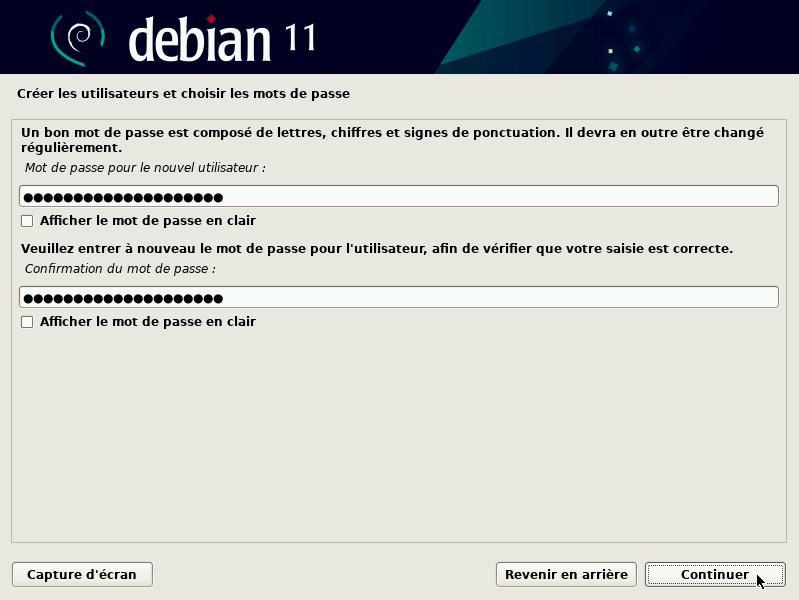 debian 11
Créer les utilisateurs et choisir les mots de passe
Un bon mot de passe est composé de lettres, chiffres et signes de ponctuation. Il devra en outre être changé
régulièrement.
Mot de passe pour le nouvel utilisateur :
●●●●●●●●●●●●●●●●●●●●
Afficher le mot de passe en clair
Veuillez entrer à nouveau le mot de passe pour l'utilisateur, afin de vérifier que votre saisie est correcte.
Confirmation du mot de passe :
●●●●●●●●●●●●●●●●●●●●
Afficher le mot de passe en clair
Capture d'écran
Revenir en arrière
Continuer